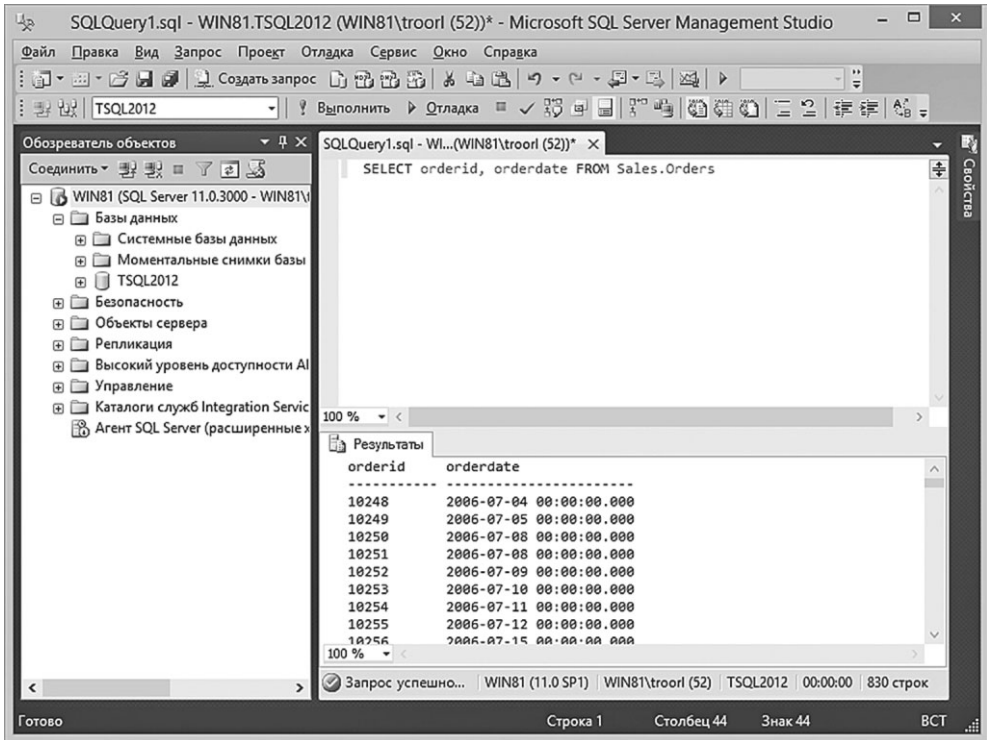 SQLQuery1.sql - WIN81.TSQL2012 (WIN81\troorl (52))* - Microsoft SQL Server Management Studio
Файл Правка Вид Запрос Проект Отладка Сервис Окно Справка
Создать запрос
TSQL2012 Выполнить Отладка
Обозреватель объектов
Соединить
WIN81 (SQL Server 11.0.3000 - WIN81\t
Базы данных
Системные базы данных
Моментальные снимки базы
TSQL2012
Безопасность
Объекты сервера
Репликация
Высокий уровень доступности Al
Управление
Каталоги служб Integration Servic
Агент SQL Server (расширенные х
SQLQuery1.sql - WI...(WIN81\troorl (52))*
SELECT orderid, orderdate FROM Sales.Orders
100 %
Результаты
orderid orderdate
----------- -----------------------
10248 2006-07-04 00:00:00.000
10249 2006-07-05 00:00:00.000
10250 2006-07-08 00:00:00.000
10251 2006-07-08 00:00:00.000
10252 2006-07-09 00:00:00.000
10253 2006-07-10 00:00:00.000
10254 2006-07-11 00:00:00.000
10255 2006-07-12 00:00:00.000
10256 2006-07-15 00:00:00.000
100 %
Запрос успешно... WIN81 (11.0 SP1) WIN81\troorl (52) TSQL2012 00:00:00 830 строк
Свойства
Готово Строка 1 Столбец 44 Знак 44 ВСТ